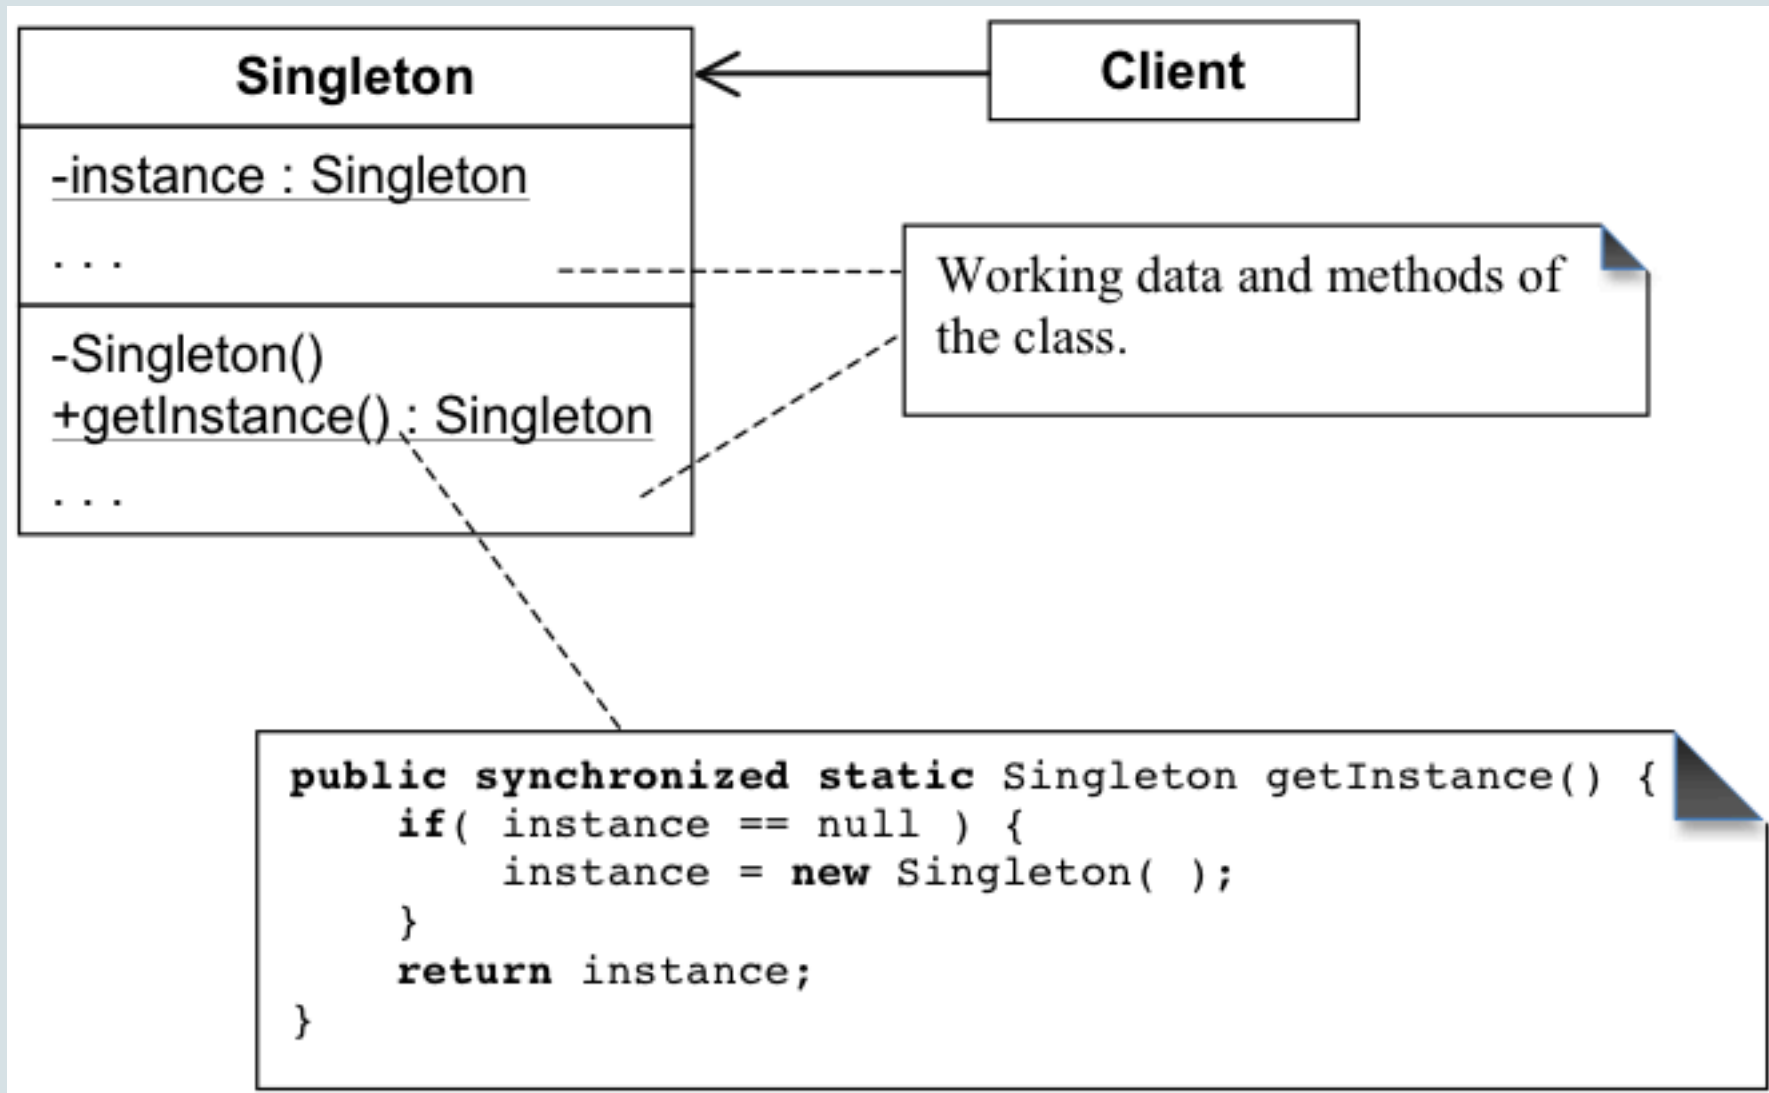 Singleton
Client
-instance : Singleton
. . .
Working data and methods of
the class.
-Singleton()
+getInstance() : Singleton
. . .
public synchronized static Singleton getInstance() {
if( instance == null ) {
instance = new Singleton( );
}
return instance;
}